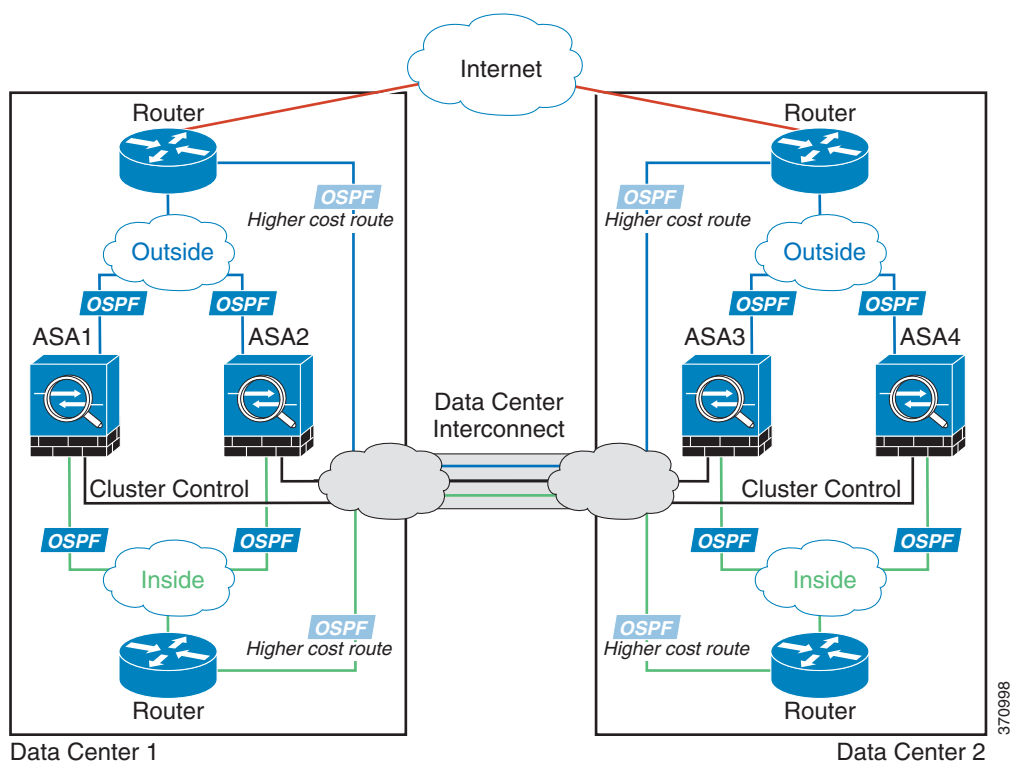 Internet
Router
Router
OSPF
Higher cost route
OSPF
Higher cost route
Outside
Outside
OSPF
OSPF
OSPF
OSPF
ASA1
ASA2
ASA3
ASA4
Data Center
Interconnect
Cluster Control
Cluster Control
OSPF
OSPF
OSPF
OSPF
Inside
Inside
OSPF
Higher cost route
OSPF
Higher cost route
Router
Router
370998
Data Center 1
Data Center 2